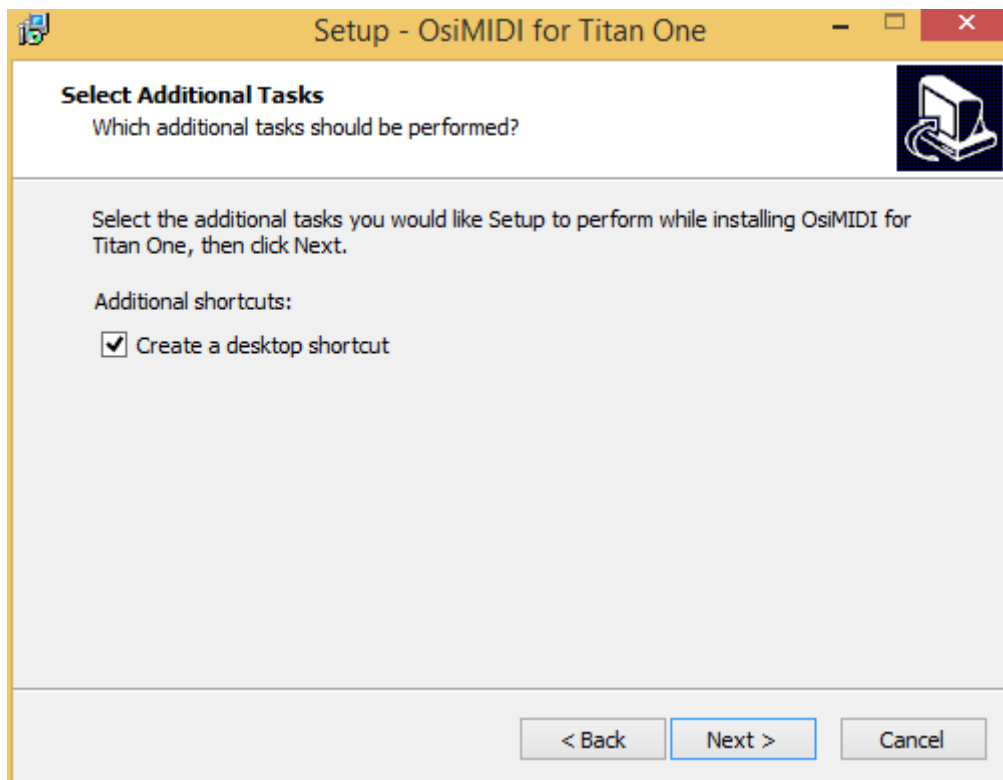 Setup - OsiMIDI for Titan One
Select Additional Tasks
Which additional tasks should be performed?
Select the additional tasks you would like Setup to perform while installing OsiMIDI for
Titan One, then click Next.
Additional shortcuts:
Create a desktop shortcut
< Back
Next >
Cancel